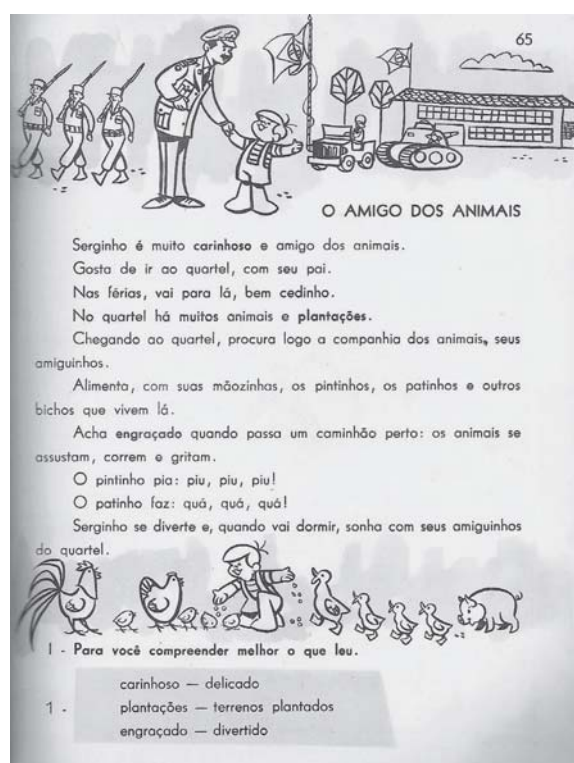 65
O AMIGO DOS ANIMAIS
Serginho é muito carinhoso e amigo dos animais.
Gosta de ir ao quartel, com seu pai.
Nas férias, vai para lá, bem cedinho.
No quartel há muitos animais e plantações.
Chegando ao quartel, procura logo a companhia dos animais, seus
amiguinhos.
Alimenta, com suas mãozinhas, os pintinhos, os patinhos e outros
bichos que vivem lá.
Acha engraçado quando passa um caminhão perto: os animais se
assustam, correm e gritam.
O pintinho pia: piu, piu, piu!
O patinho faz: quá, quá, quá!
Serginho se diverte e, quando vai dormir, sonha com seus amiguinhos
do quartel.
I - Para você compreender melhor o que leu.
carinhoso — delicado
1 - plantações — terrenos plantados
engraçado — divertido